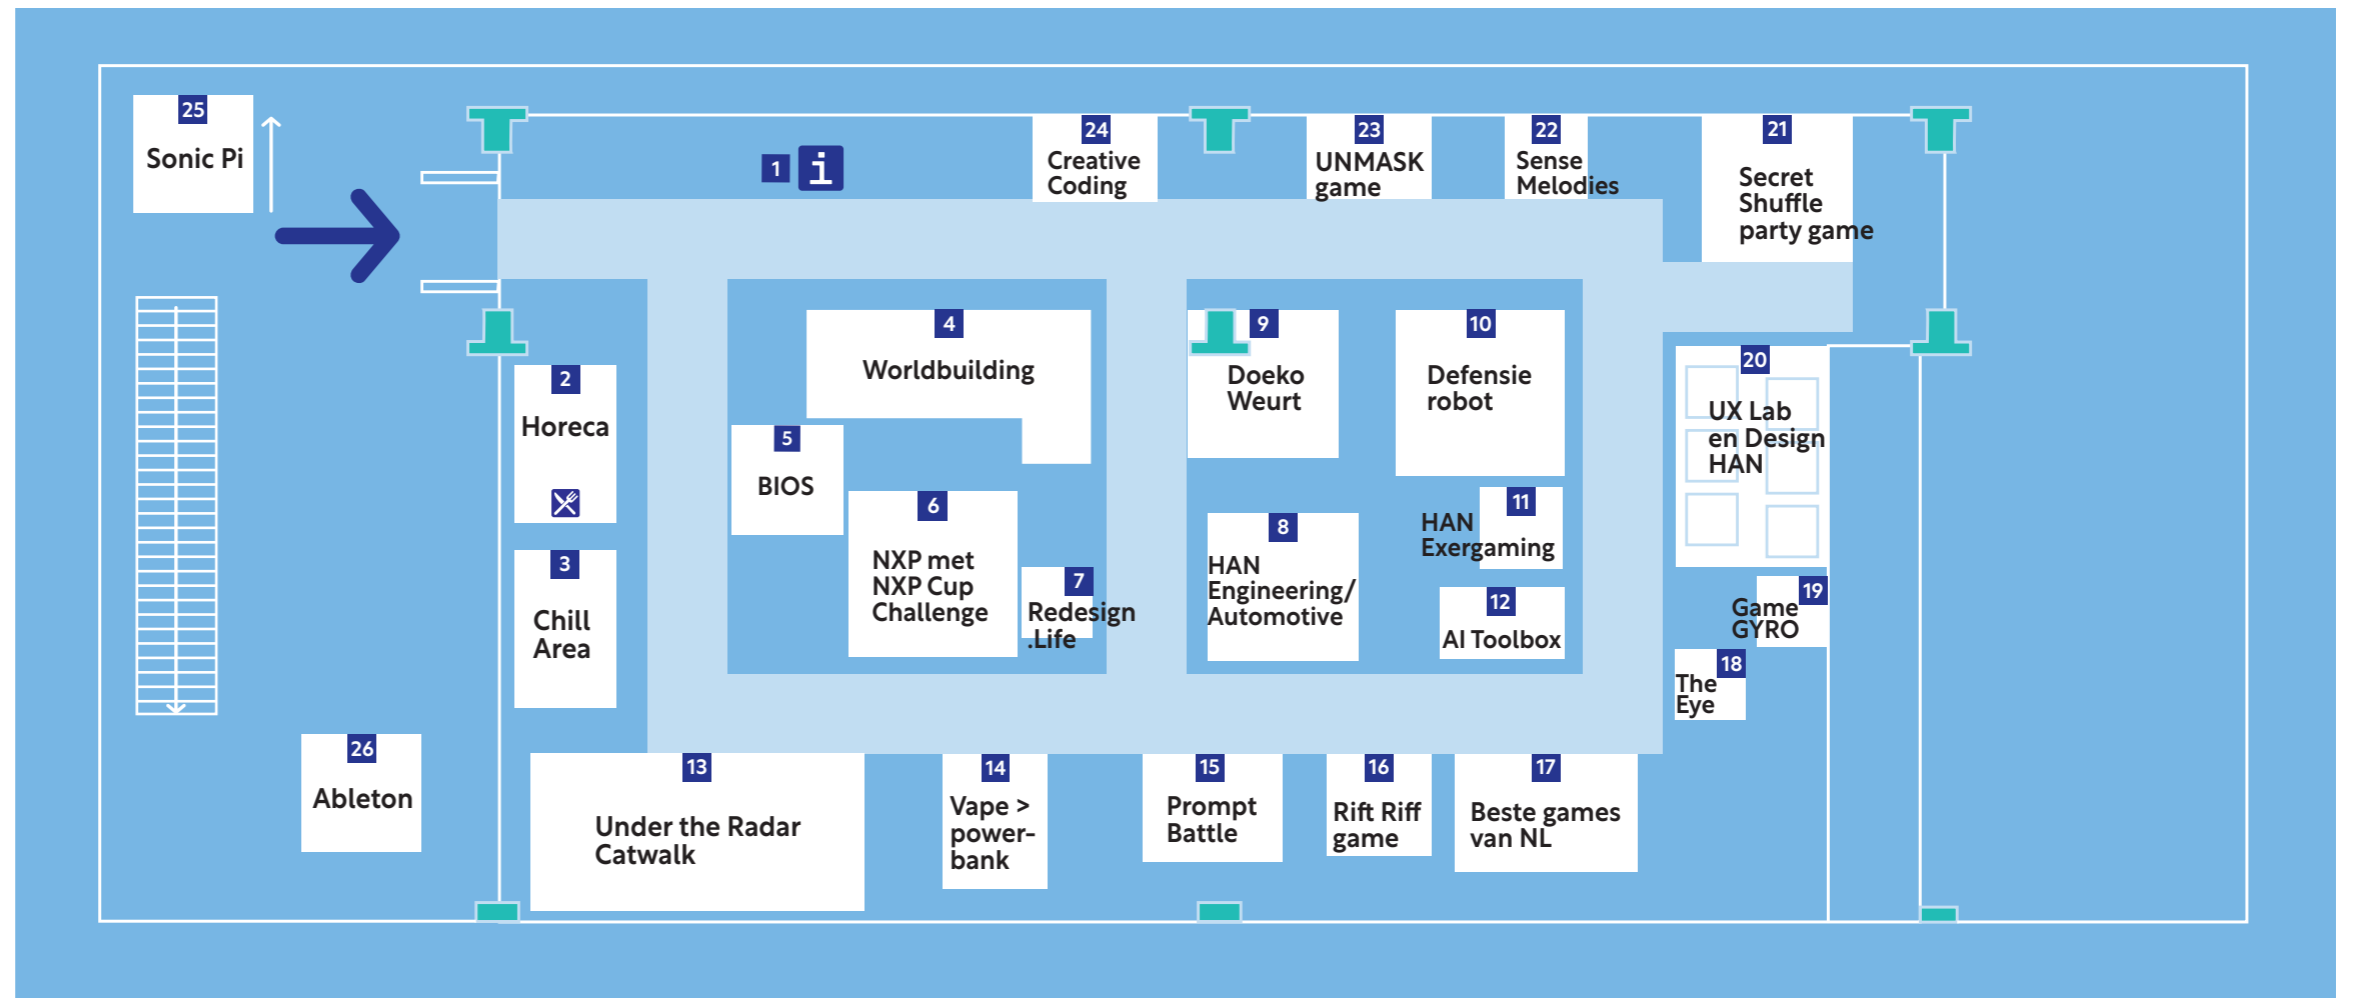 25
Sonic Pi
1
i
24
Creative
Coding
23
UNMASK
game
22
Sense
Melodies
21
Secret
Shuffle
party game
2
Horeca
3
Chill
Area
4
Worldbuilding
5
BIOS
6
NXP met
NXP Cup
Challenge
7
Redesign
.Life
9
Doeko
Weurt
10
Defensie
robot
8
HAN
Engineering/
Automotive
11
HAN
Exergaming
12
AI Toolbox
20
UX Lab
en Design
HAN
19
Game
GYRO
18
The
Eye
26
Ableton
13
Under the Radar
Catwalk
14
Vape >
power-
bank
15
Prompt
Battle
16
Rift Riff
game
17
Beste games
van NL